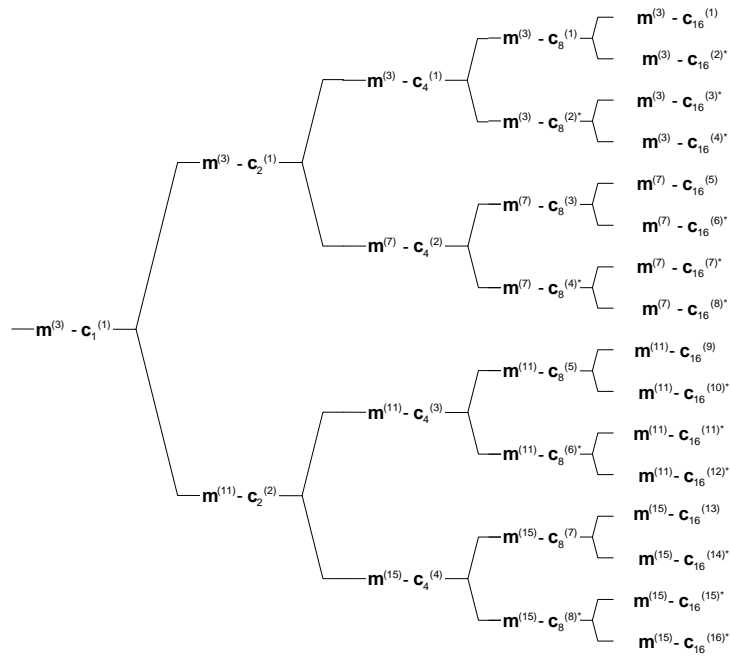 m(3) - c16(1)
m(3) - c8(1)
m(3) - c16(2)*
m(3) - c4(1)
m(3) - c16(3)*
m(3) - c8(2)*
m(3) - c16(4)*
m(3) - c2(1)
m(7) - c16(5)
m(7) - c8(3)
m(7) - c16(6)*
m(7) - c4(2)
m(7) - c16(7)*
m(7) - c8(4)*
m(7) - c16(8)*
m(3) - c1(1)
m(11) - c16(9)
m(11) - c8(5)
m(11) - c16(10)*
m(11) - c4(3)
m(11) - c16(11)*
m(11) - c8(6)*
m(11) - c16(12)*
m(11) - c2(2)
m(15) - c16(13)
m(15) - c8(7)
m(15) - c16(14)*
m(15) - c4(4)
m(15) - c16(15)*
m(15) - c8(8)*
m(15) - c16(16)*